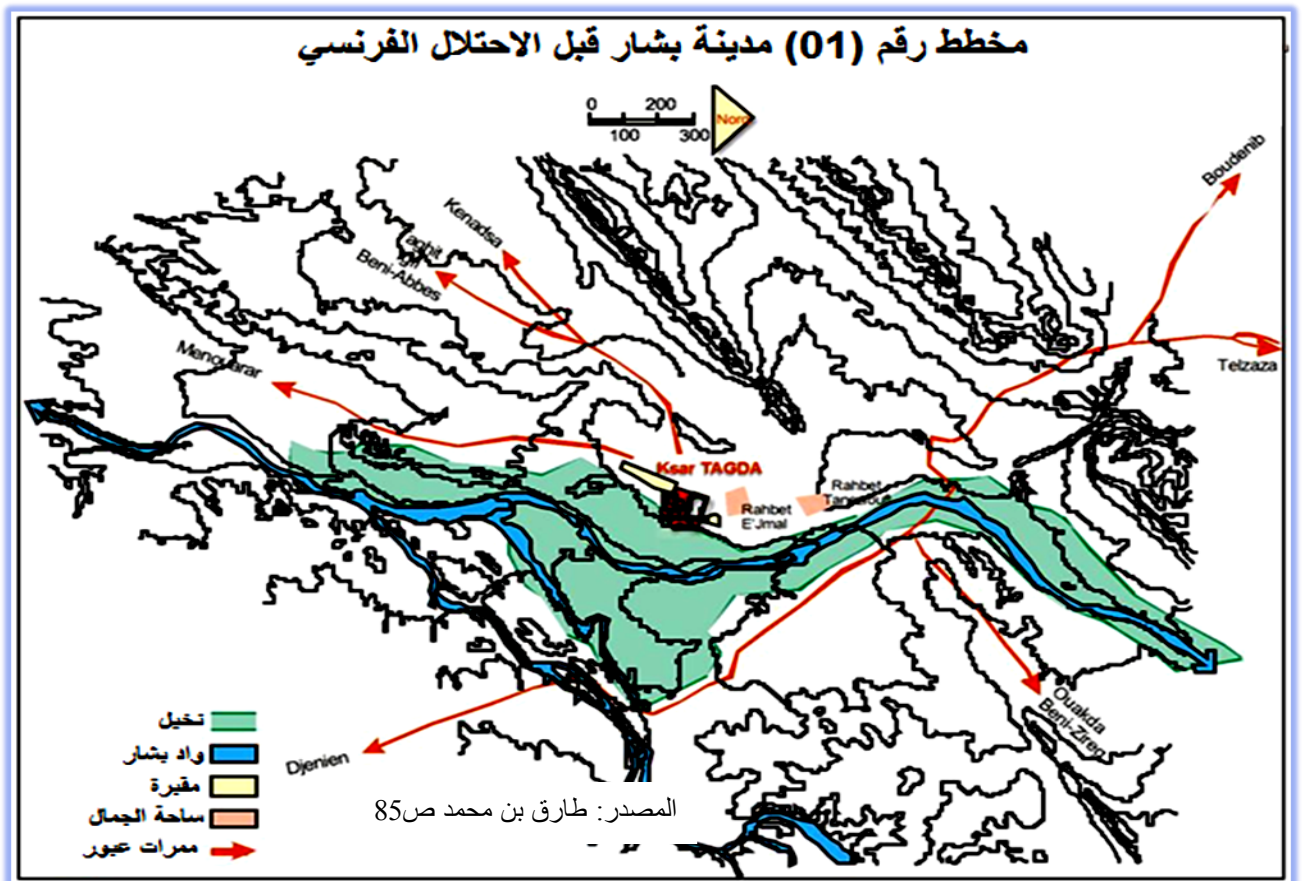 مخطط رقم (01) مدينة بشار قبل الاحتلال الفرنسي
0 200
100 300
Nord
Boudenib
Kenadsa
Taghit
Igli
Beni-Abbes
Menouarar
Telzaza
Ksar TAGDA
Rahbet
E'Jmal
Rahbet
Ouakda
Beni-Zireg
Djenien
نخيل
واد بشار
مقبرة
ساحة الجمال
ممرات عبور
المصدر: طارق بن محمد ص85